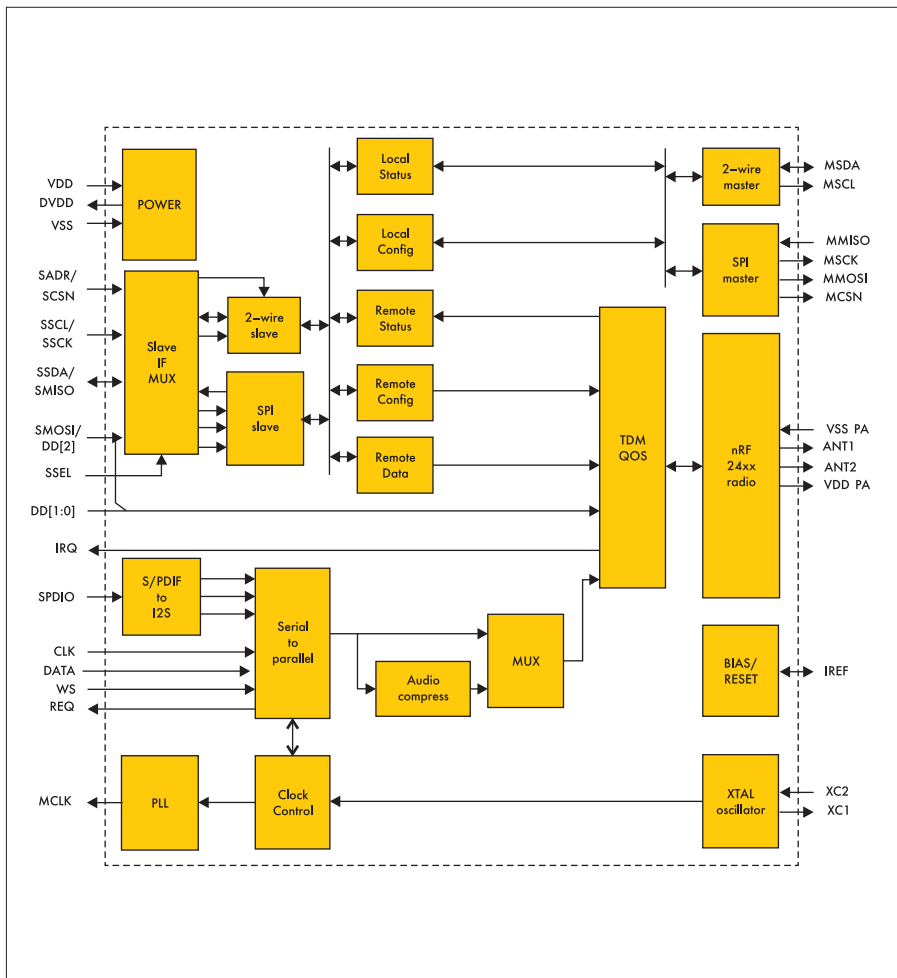 VDD
DVDD
VSS
POWER
SADR/
SCSN
SSCL/
SSCK
SSDA/
SMISO
SMOSI/
DD[2]
SSEL
DD[1:0]
IRQ
Slave
IF
MUX
2–wire
slave
SPI
slave
Local
Status
Local
Config
Remote
Status
Remote
Config
Remote
Data
TDM
QOS
2–wire
master
MSDA
MSCL
SPI
master
MMISO
MSCK
MMOSI
MCSN
nRF
24xx
radio
VSS PA
ANT1
ANT2
VDD PA
SPDIO
S/PDIF
to
I2S
CLK
DATA
WS
REQ
Serial
to
parallel
Audio
compress
MUX
BIAS/
RESET
IREF
MCLK
PLL
Clock
Control
XTAL
oscillator
XC2
XC1